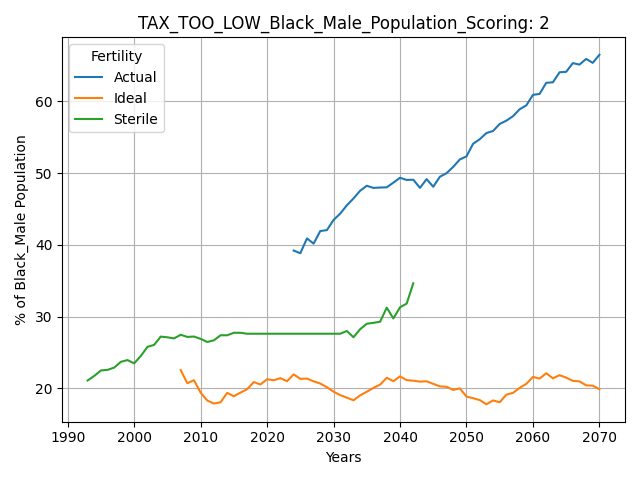 TAX_TOO_LOW_Black_Male_Population_Scoring: 2
Fertility
Actual
Ideal
Sterile
% of Black_Male Population
60
50
40
30
20
1990 2000 2010 2020 2030 2040 2050 2060 2070
Years